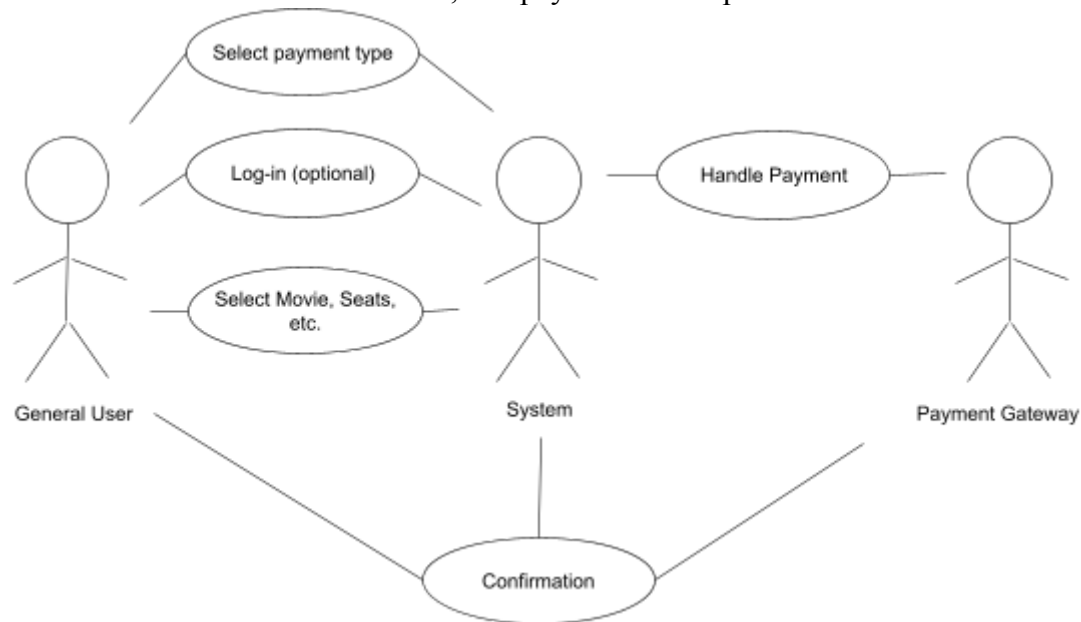 Select payment type
Log-in (optional)
Handle Payment
Select Movie, Seats,
etc.
General User
System
Payment Gateway
Confirmation